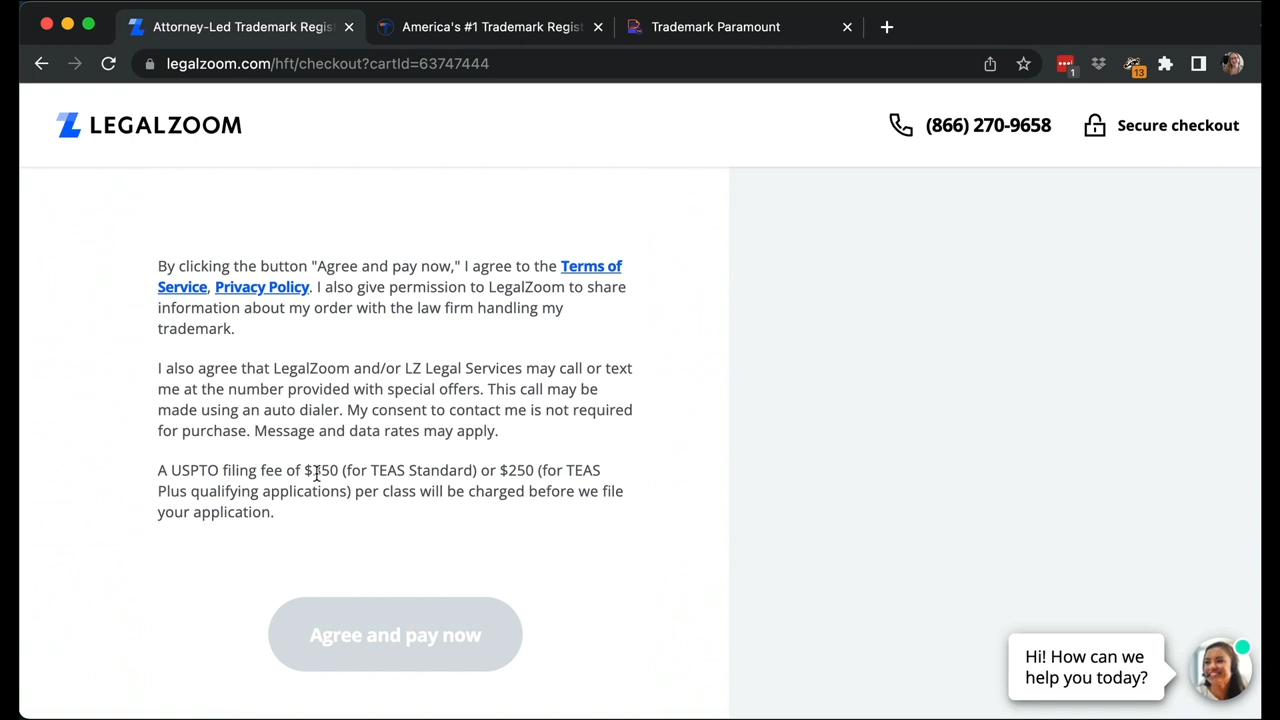 Attorney-Led Trademark Regis
America's #1 Trademark Regist
Trademark Paramount
legalzoom.com/hft/checkout?cartId=63747444
1
13
LEGALZOOM
(866) 270-9658
Secure checkout
By clicking the button "Agree and pay now," I agree to the Terms of
Service, Privacy Policy. I also give permission to LegalZoom to share
information about my order with the law firm handling my
trademark.
I also agree that LegalZoom and/or LZ Legal Services may call or text
me at the number provided with special offers. This call may be
made using an auto dialer. My consent to contact me is not required
for purchase. Message and data rates may apply.
A USPTO filing fee of $350 (for TEAS Standard) or $250 (for TEAS
Plus qualifying applications) per class will be charged before we file
your application.
Agree and pay now
Hi! How can we
help you today?